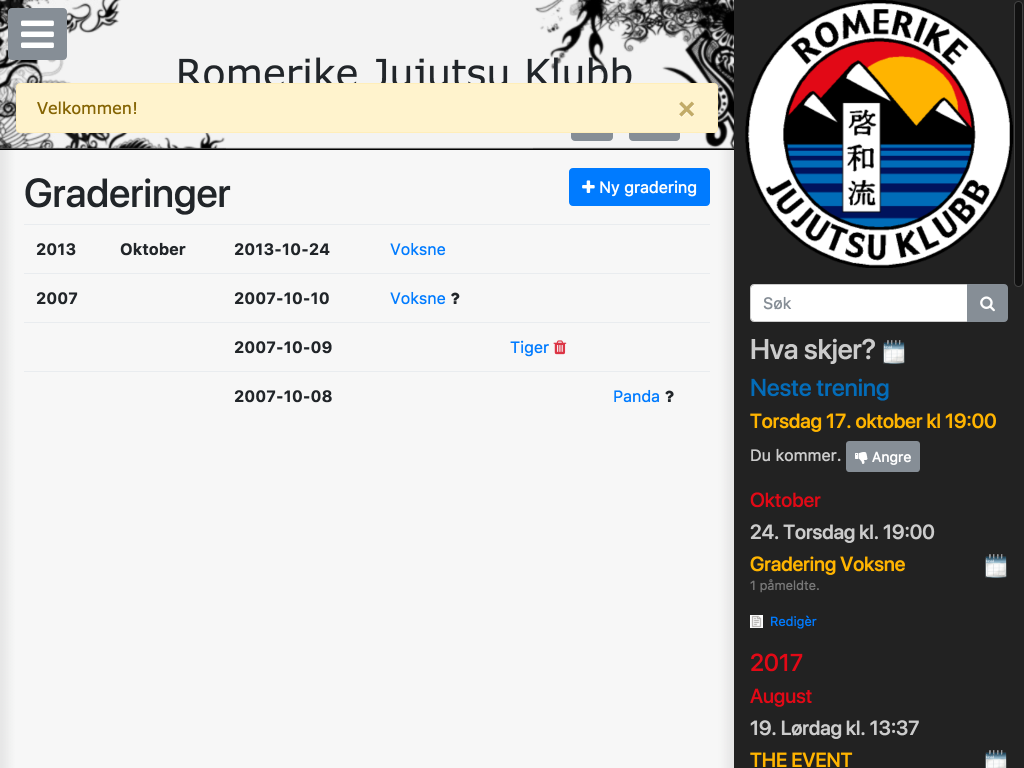 Romerike Jujutsu Klubb
Velkommen!
×
Graderinger
Ny gradering
2013 Oktober 2013-10-24 Voksne
2007 2007-10-10 Voksne ?
2007-10-09 Tiger
2007-10-08 Panda ?
ROMERIKE
啓和流
JUJUTSU KLUBB
Søk
Hva skjer?
Neste trening
Torsdag 17. oktober kl 19:00
Du kommer. Angre
Oktober
24. Torsdag kl. 19:00
Gradering Voksne
1 påmeldte.
Redigèr
2017
August
19. Lørdag kl. 13:37
THE EVENT